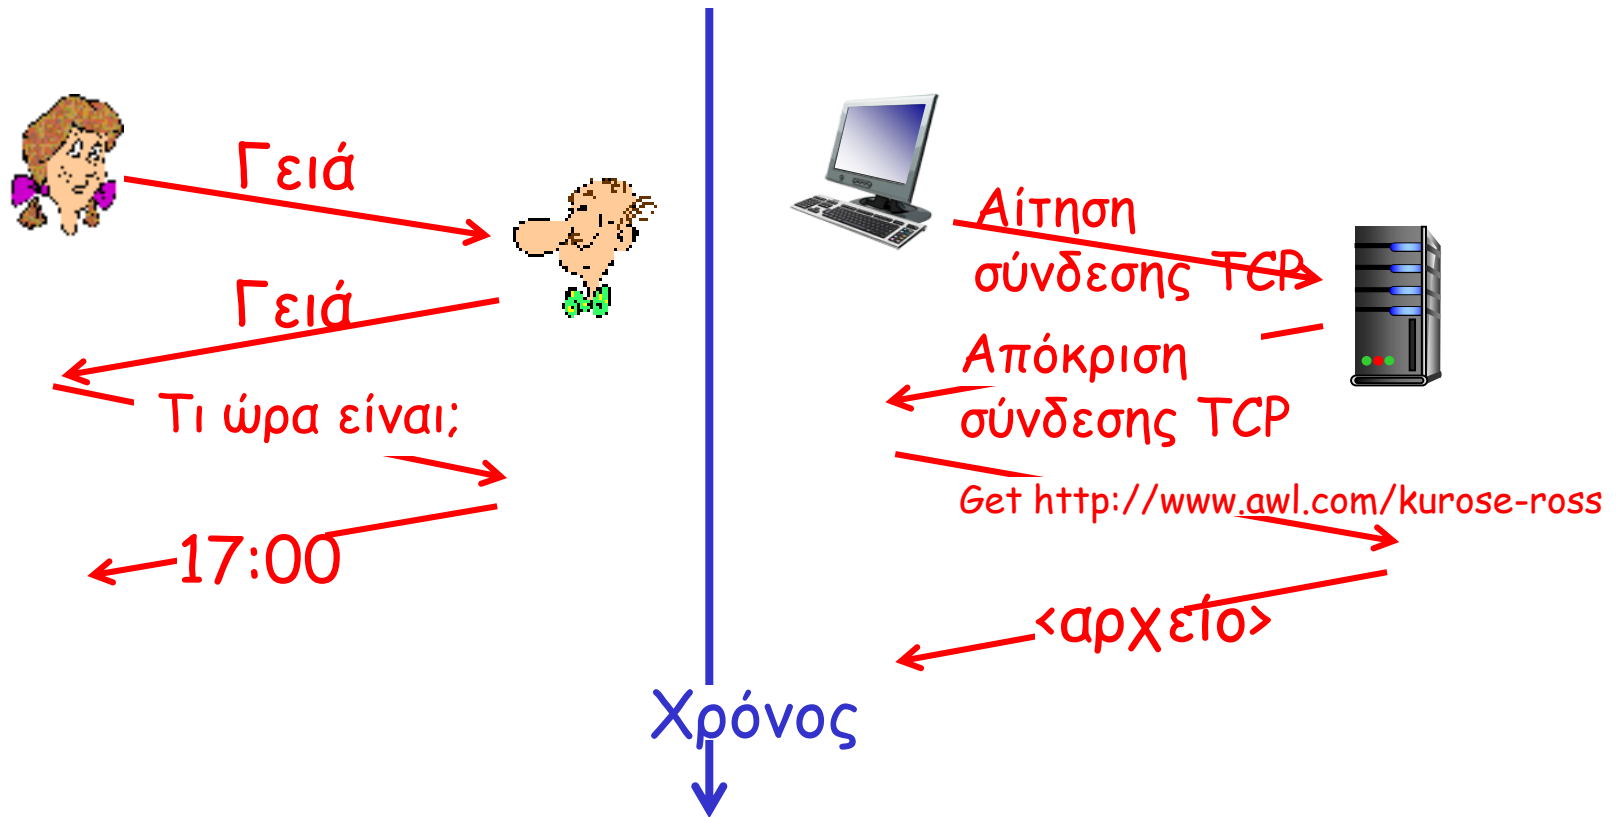 Γειά
Γειά
Τι ώρα είναι;
17:00
Αίτηση
σύνδεσης TCP
Απόκριση
σύνδεσης TCP
Get http://www.awl.com/kurose-ross
<αρχείο>
Χρόνος